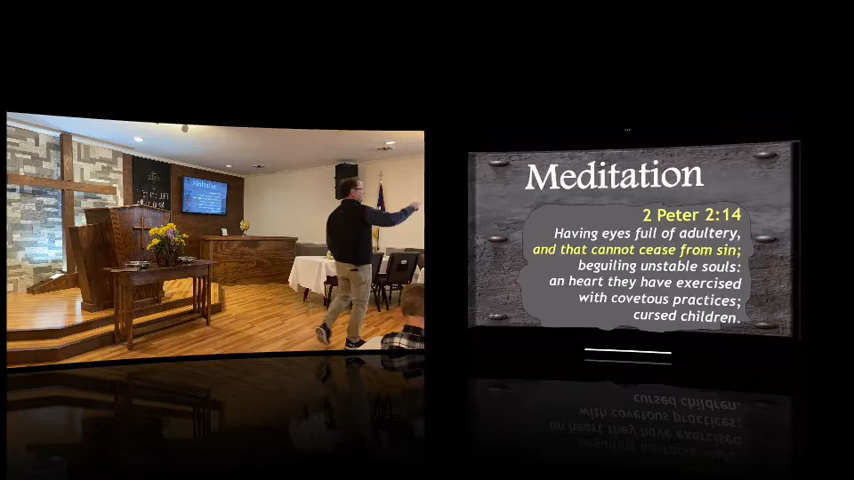 Meditation
Meditation
2 Peter 2:14
Having eyes full of adultery,
and that cannot cease from sin;
beguiling unstable souls:
an heart they have exercised
with covetous practices;
cursed children.